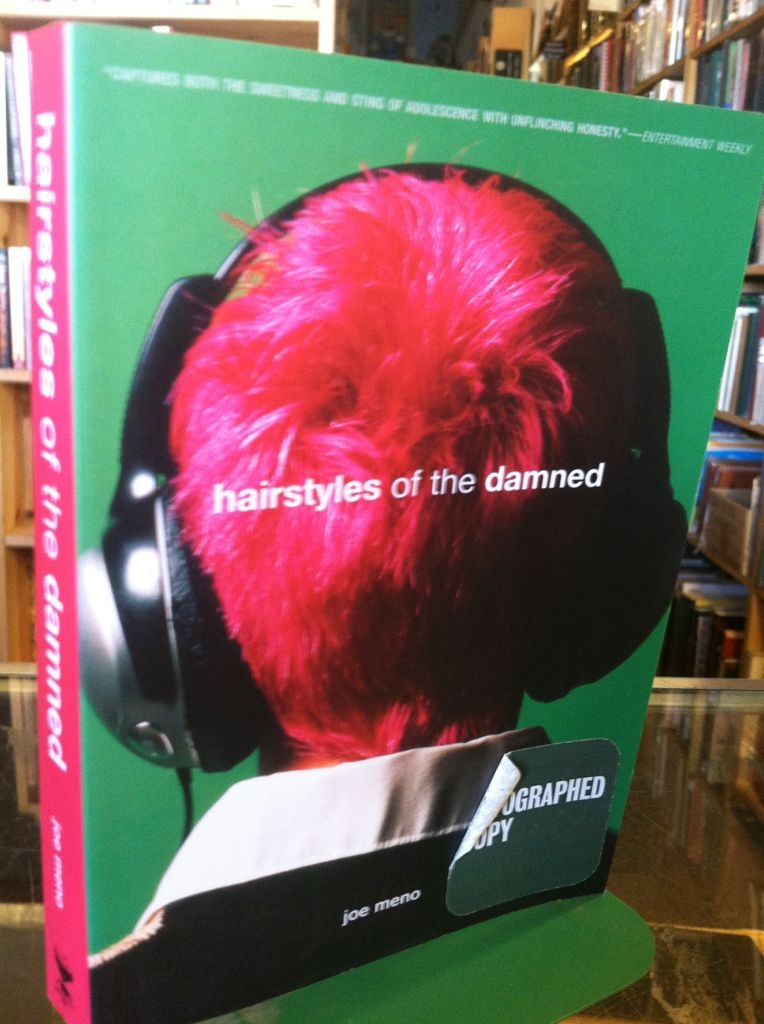 "CAPTURES BOTH THE SWEETNESS AND STING OF ADOLESCENCE WITH UNFLINCHING HONESTY."—ENTERTAINMENT WEEKLY
hairstyles of the damned
joe meno
OGRAPHED
OPY
hairstyles of the damned
joe meno